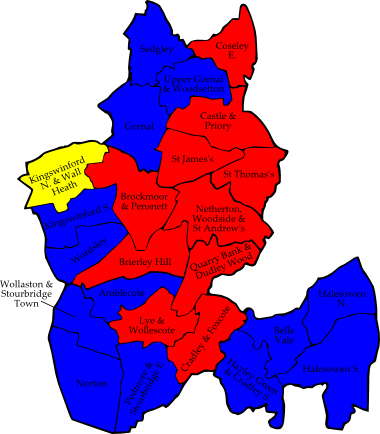 Sedgley
Coseley
E.
Upper Gornal
& Woodsetton
Gornal
Castle &
Priory
St James's
St Thomas's
Kingswinford
N. & Wall
Heath
Brockmoor
& Pensnett
Netherton,
Woodside &
St Andrew's
Kingswinford S.
Wordsley
Brierley Hill
Quarry Bank &
Dudley Wood
Wollaston &
Stourbridge
Town
Amblecote
Lye &
Wollescote
Cradley & Foxcote
Halesowen
N.
Belle
Vale
Hayley Green
& Cradley S.
Halesowen S.
Norton
Pedmore &
Stourbridge E.